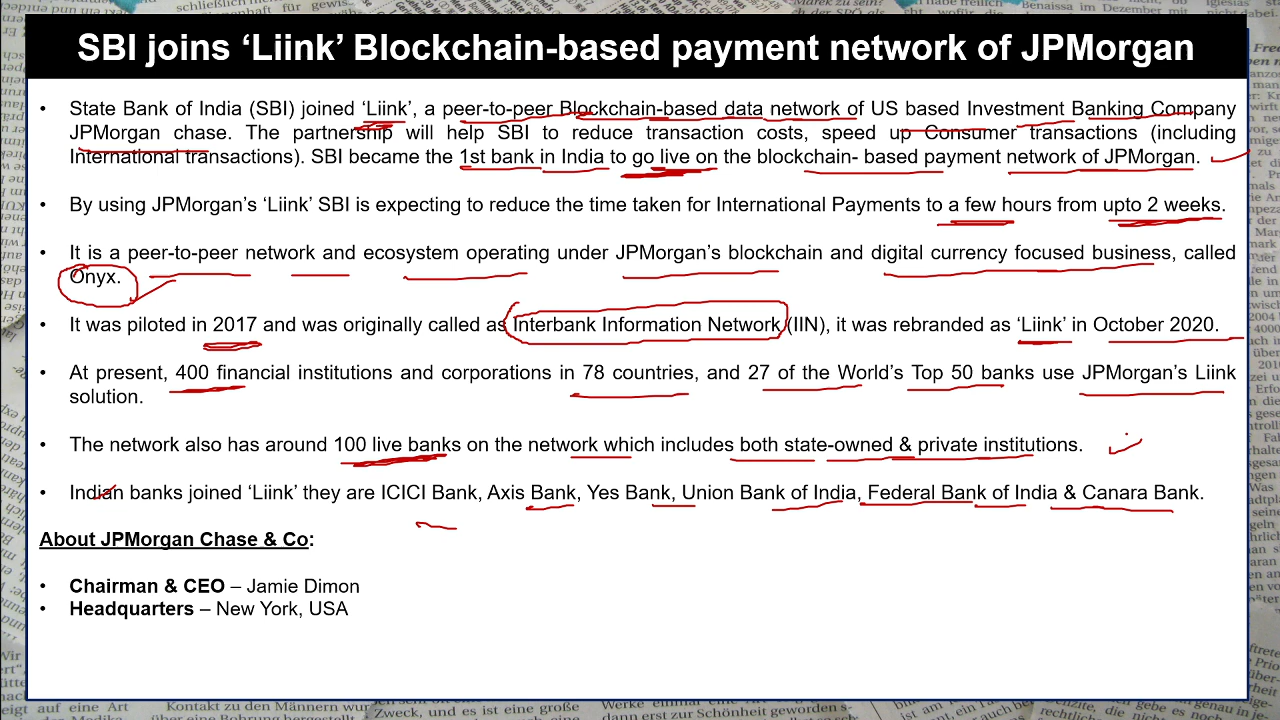 SBI joins ‘Liink’ Blockchain-based payment network of JPMorgan
• State Bank of India (SBI) joined ‘Liink’, a peer-to-peer Blockchain-based data network of US based Investment Banking Company
JPMorgan chase. The partnership will help SBI to reduce transaction costs, speed up Consumer transactions (including
International transactions). SBI became the 1st bank in India to go live on the blockchain- based payment network of JPMorgan.
• By using JPMorgan’s ‘Liink’ SBI is expecting to reduce the time taken for International Payments to a few hours from upto 2 weeks.
• It is a peer-to-peer network and ecosystem operating under JPMorgan’s blockchain and digital currency focused business, called
Onyx.
• It was piloted in 2017 and was originally called as Interbank Information Network (IIN), it was rebranded as ‘Liink’ in October 2020.
• At present, 400 financial institutions and corporations in 78 countries, and 27 of the World’s Top 50 banks use JPMorgan’s Liink
solution.
• The network also has around 100 live banks on the network which includes both state-owned & private institutions.
• Indian banks joined ‘Liink’ they are ICICI Bank, Axis Bank, Yes Bank, Union Bank of India, Federal Bank of India & Canara Bank.
About JPMorgan Chase & Co:
• Chairman & CEO – Jamie Dimon
• Headquarters – New York, USA